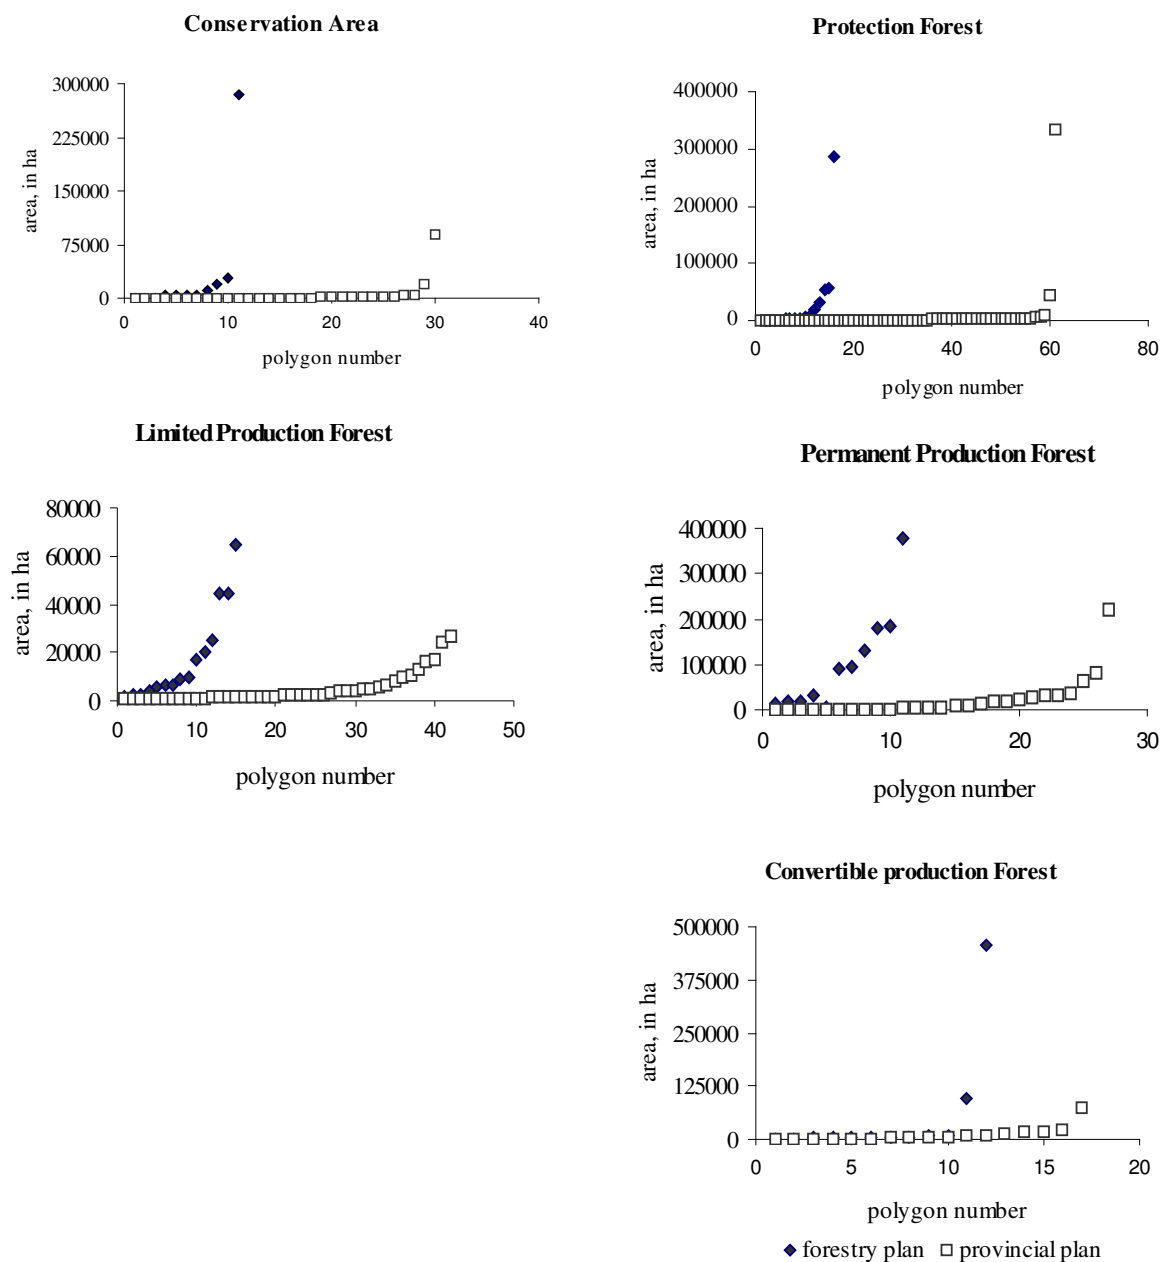 Conservation Area
300000
225000
150000
75000
0
area, in ha
0 10 20 30 40
polygon number
Protection Forest
400000
300000
200000
100000
0
area, in ha
0 20 40 60 80
polygon number
Limited Production Forest
80000
60000
40000
20000
0
area, in ha
0 10 20 30 40 50
polygon number
Permanent Production Forest
400000
300000
200000
100000
0
area, in ha
0 10 20 30
polygon number
Convertible production Forest
500000
375000
250000
125000
0
area, in ha
0 5 10 15 20
polygon number
forestry plan provincial plan